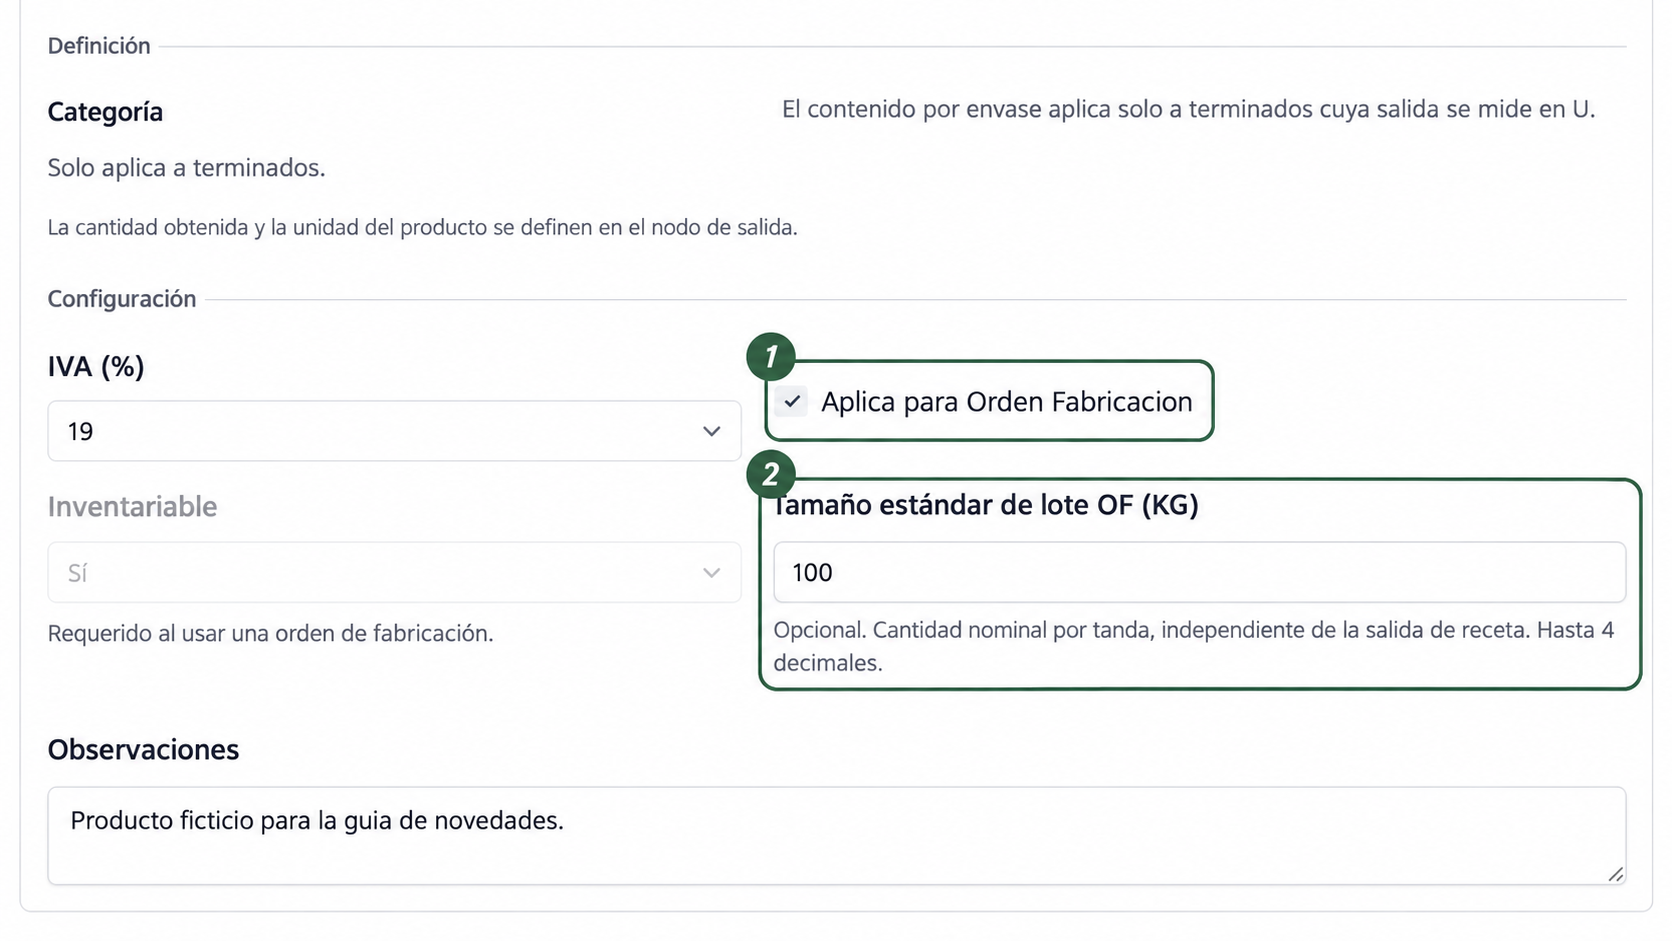 Definición
Categoría
El contenido por envase aplica solo a terminados cuya salida se mide en U.
Solo aplica a terminados.
La cantidad obtenida y la unidad del producto se definen en el nodo de salida.
Configuración
IVA (%)
19
1
Aplica para Orden Fabricacion
Inventariable
Sí
Requerido al usar una orden de fabricación.
2
Tamaño estándar de lote OF (KG)
100
Opcional. Cantidad nominal por tanda, independiente de la salida de receta. Hasta 4
decimales.
Observaciones
Producto ficticio para la guia de novedades.